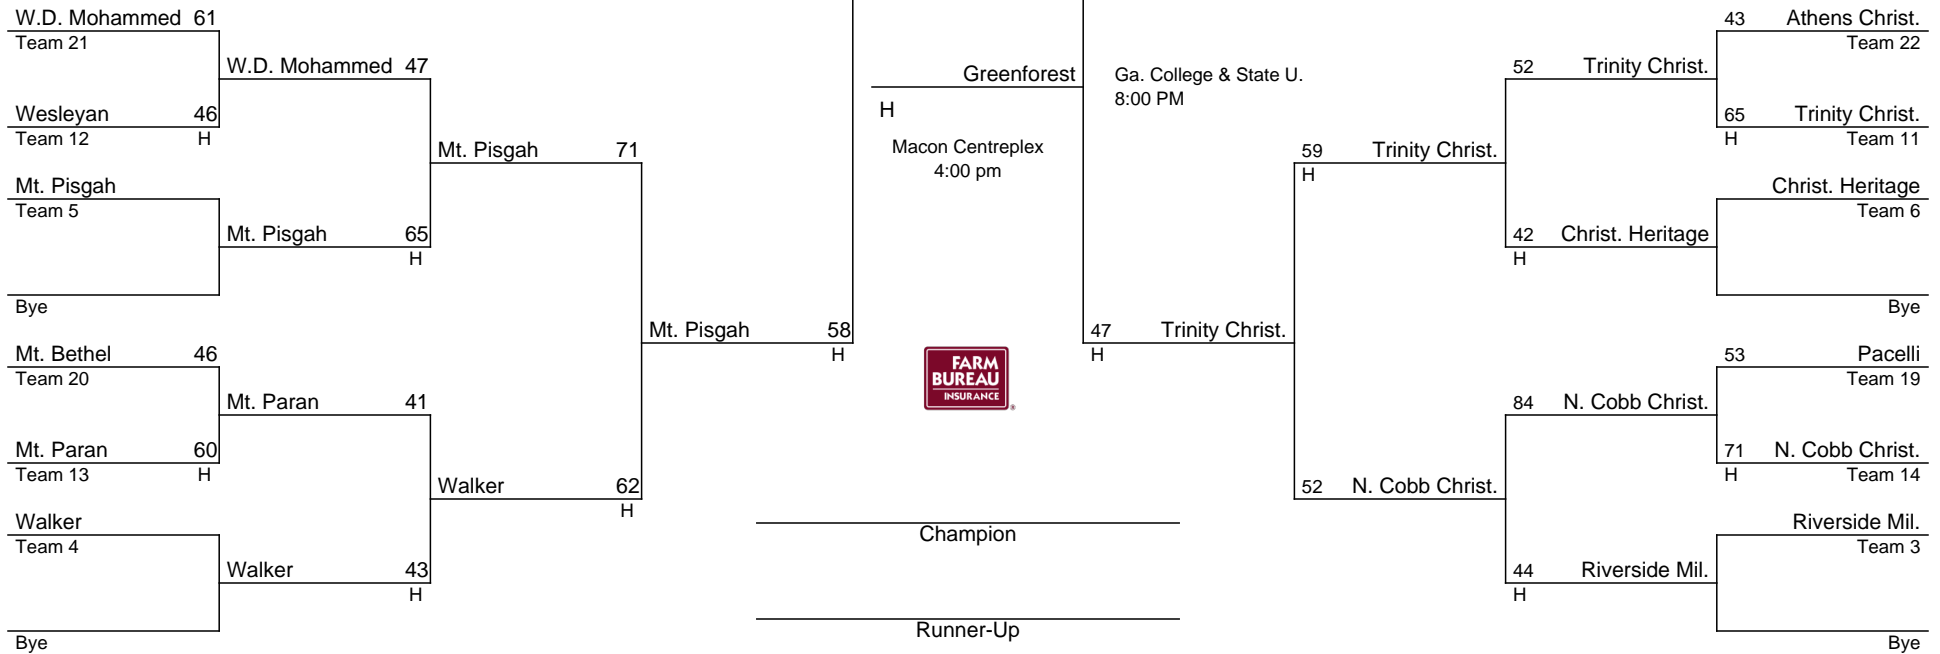 W.D. Mohammed 61
Team 21
W.D. Mohammed 47
Wesleyan 46
Team 12 H
Mt. Pisgah 71
Mt. Pisgah
Team 5
Mt. Pisgah 65
H
Bye
Mt. Pisgah 58
H
Mt. Bethel 46
Team 20
Mt. Paran 41
Mt. Paran 60
Team 13 H
Walker 62
H
Walker
Team 4
Walker 43
H
Bye
Greenforest
H
Macon Centreplex
4:00 pm
Ga. College & State U.
8:00 PM
FARM
BUREAU
INSURANCE
®
Champion
Runner-Up
43 Athens Christ.
Team 22
52 Trinity Christ.
65 Trinity Christ.
H Team 11
59 Trinity Christ.
H
Christ. Heritage
Team 6
42 Christ. Heritage
H
Bye
47 Trinity Christ.
H
53 Pacelli
Team 19
84 N. Cobb Christ.
71 N. Cobb Christ.
H Team 14
52 N. Cobb Christ.
Riverside Mil.
Team 3
44 Riverside Mil.
H
Bye